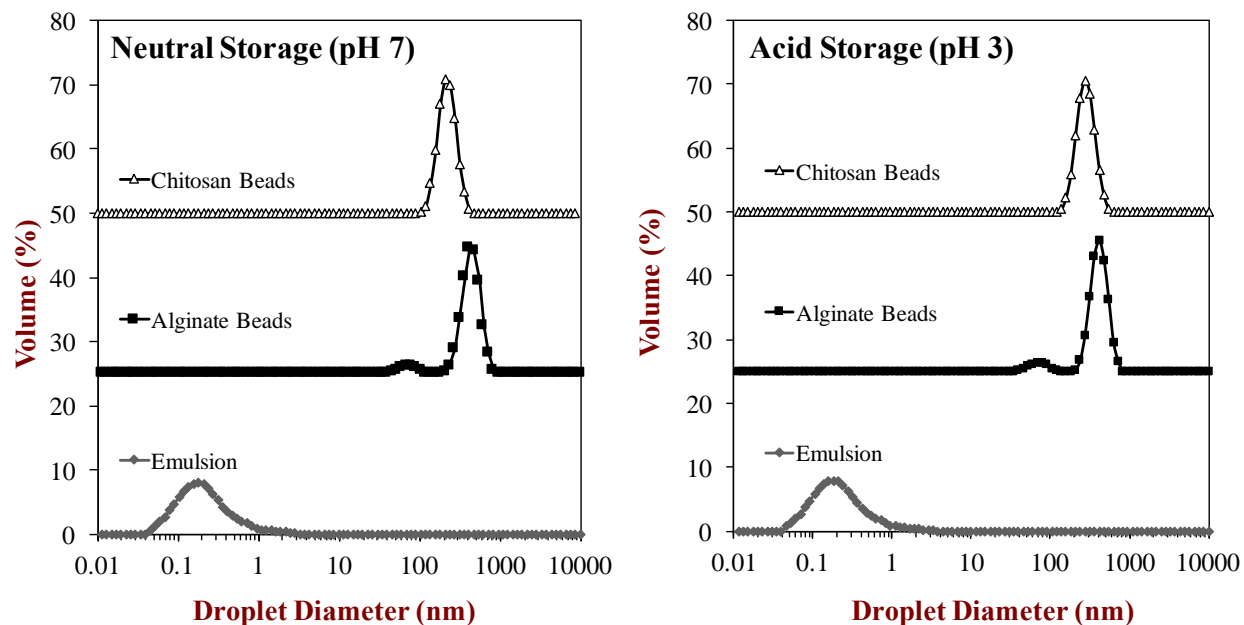 Neutral Storage (pH 7)
80
70
60
50
40
30
20
10
0
Volume (%)
Chitosan Beads
Alginate Beads
Emulsion
0.01 0.1 1 10 100 1000 10000
Droplet Diameter (nm)
Acid Storage (pH 3)
80
70
60
50
40
30
20
10
0
Volume (%)
Chitosan Beads
Alginate Beads
Emulsion
0.01 0.1 1 10 100 1000 10000
Droplet Diameter (nm)